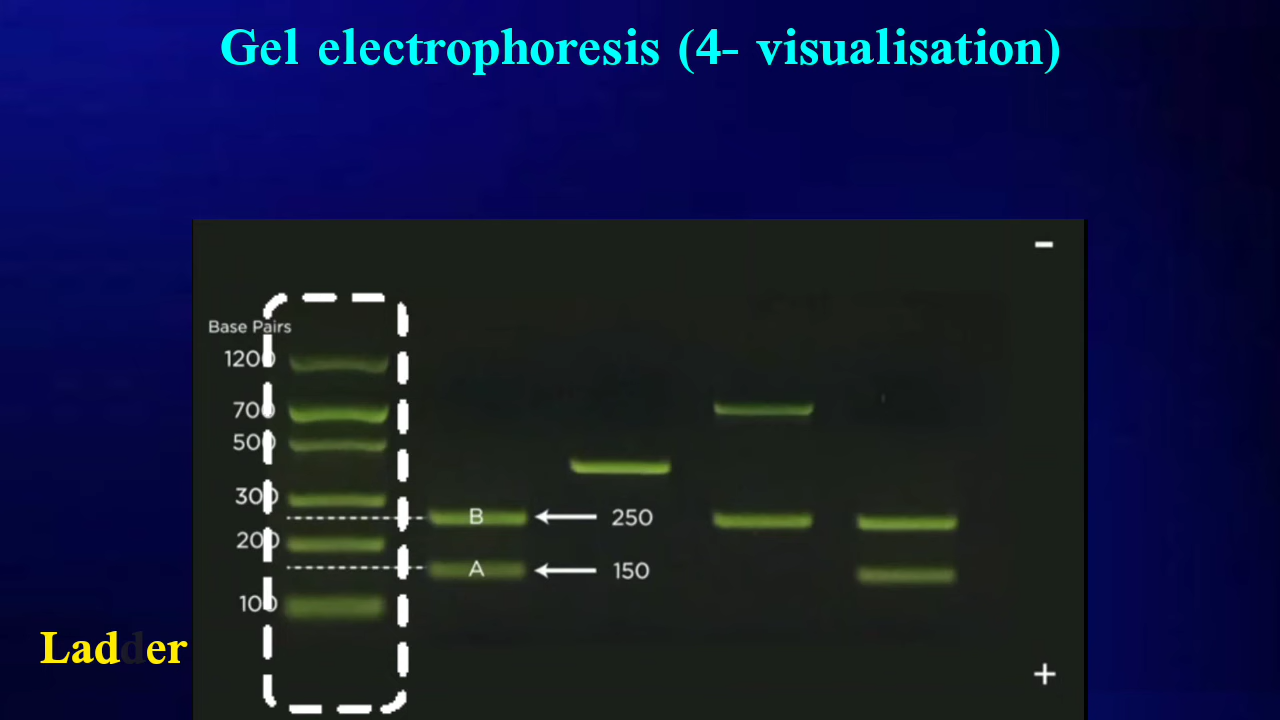 Gel electrophoresis (4- visualisation)
-
Base Pairs
1200
700
500
300
B 250
200
A 150
100
Ladder
+